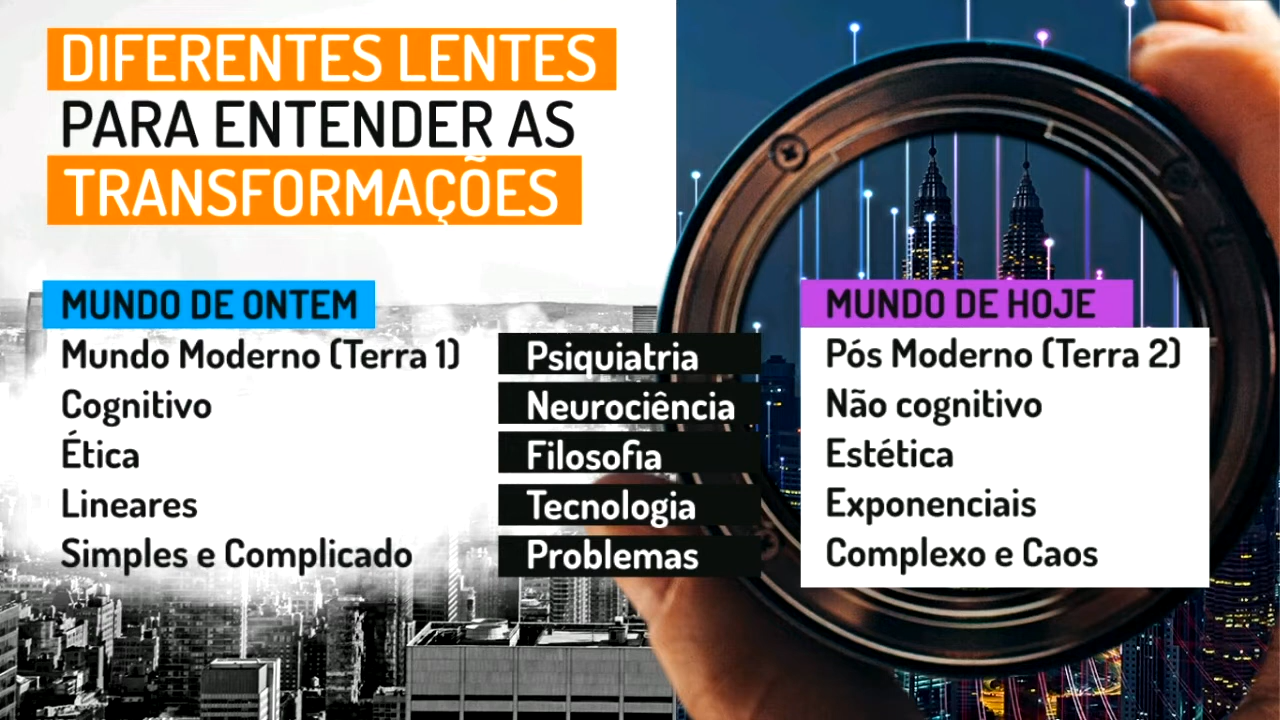 DIFERENTES LENTES
PARA ENTENDER AS
TRANSFORMAÇÕES
MUNDO DE ONTEM
MUNDO DE HOJE
Mundo Moderno (Terra 1)
Psiquiatria
Pós Moderno (Terra 2)
Cognitivo
Neurociência
Não cognitivo
Ética
Filosofia
Estética
Lineares
Tecnologia
Exponenciais
Simples e Complicado
Problemas
Complexo e Caos